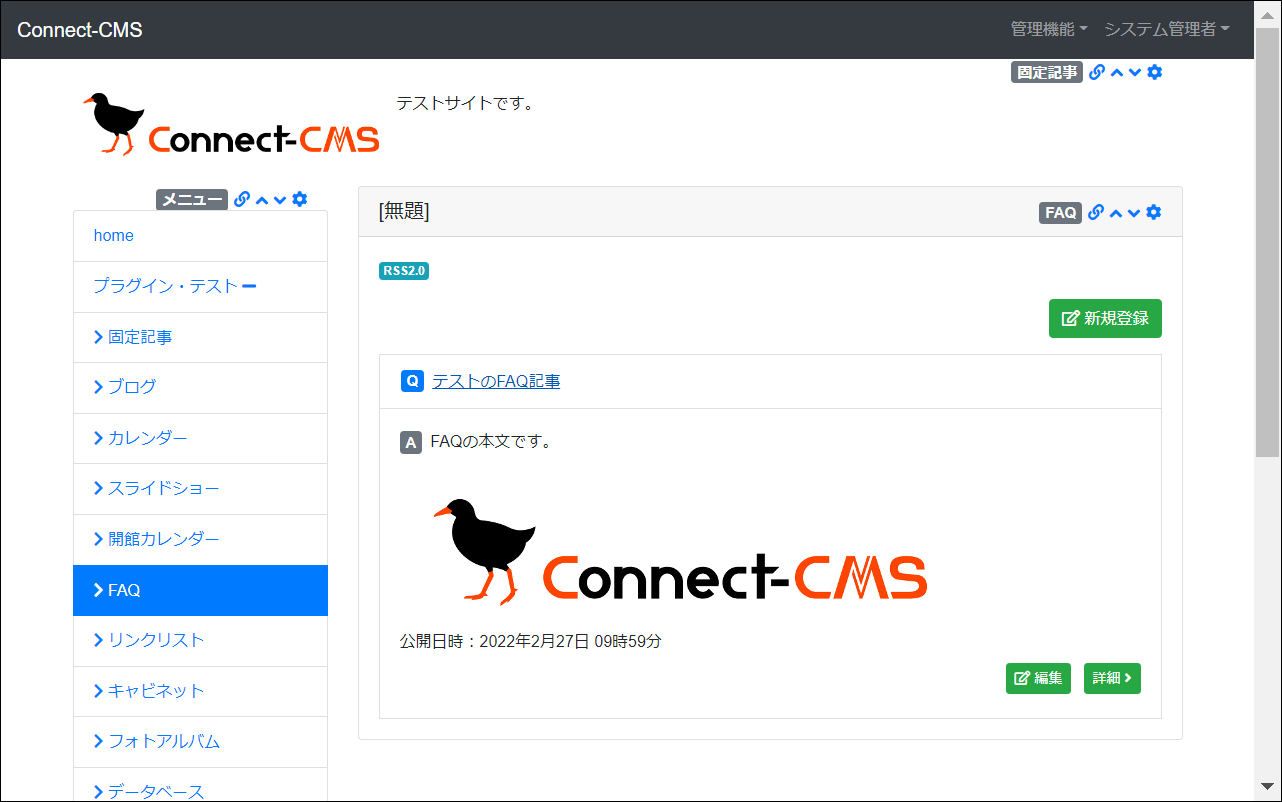 Connect-CMS
管理機能 システム管理者
固定記事
テストサイトです。
Connect-CMS
メニュー
home
プラグイン・テスト
固定記事
ブログ
カレンダー
スライドショー
開館カレンダー
FAQ
リンクリスト
キャビネット
フォトアルバム
データベース
[無題]
FAQ
RSS2.0
新規登録
Q テストのFAQ記事
A FAQの本文です。
Connect-CMS
公開日時：2022年2月27日 09時59分
編集 詳細